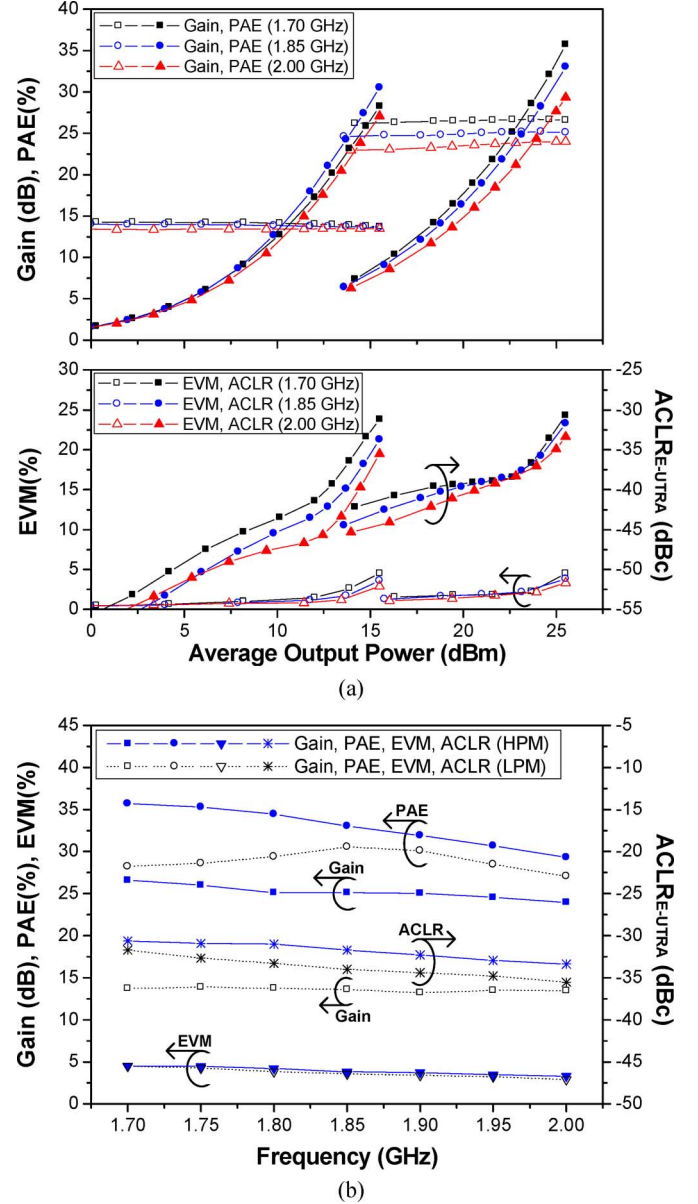 40
35
30
25
20
15
10
5
0
Gain (dB), PAE(%)
Gain, PAE (1.70 GHz)
Gain, PAE (1.85 GHz)
Gain, PAE (2.00 GHz)
30
25
20
15
10
5
0
EVM(%)
EVM, ACLR (1.70 GHz)
EVM, ACLR (1.85 GHz)
EVM, ACLR (2.00 GHz)
-25
-30
-35
-40
-45
-50
-55
ACLRE-UTRA (dBc)
0 5 10 15 20 25
Average Output Power (dBm)
(a)
45
40
35
30
25
20
15
10
5
0
Gain (dB), PAE(%), EVM(%)
Gain, PAE, EVM, ACLR (HPM)
Gain, PAE, EVM, ACLR (LPM)
PAE
Gain
ACLR
Gain
EVM
-5
-10
-15
-20
-25
-30
-35
-40
-45
-50
ACLRE-UTRA (dBc)
1.70 1.75 1.80 1.85 1.90 1.95 2.00
Frequency (GHz)
(b)